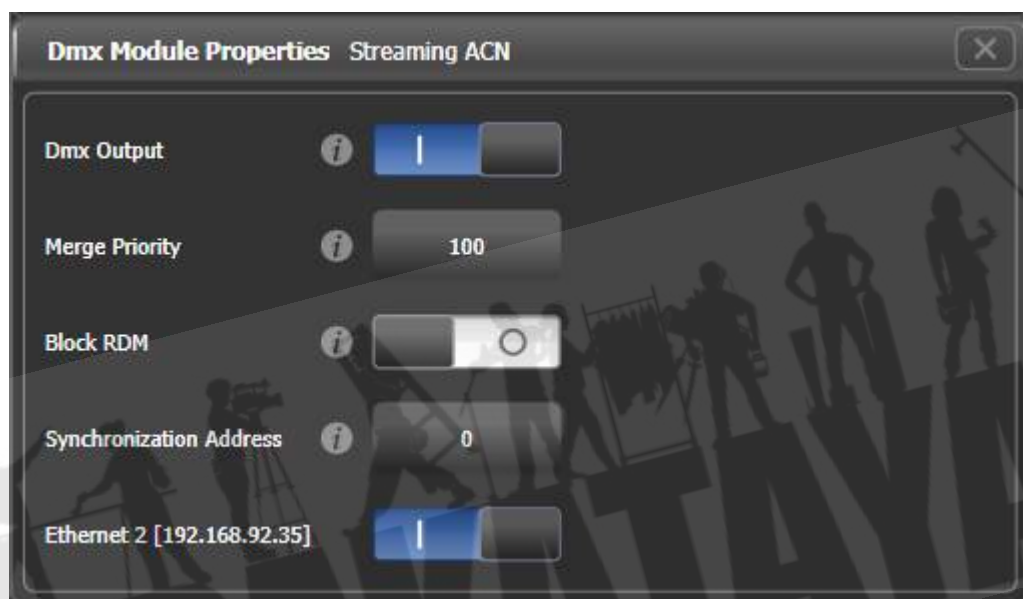 Dmx Module Properties Streaming ACN
Dmx Output
Merge Priority 100
Block RDM
Synchronization Address 0
Ethernet 2 [192.168.92.35]